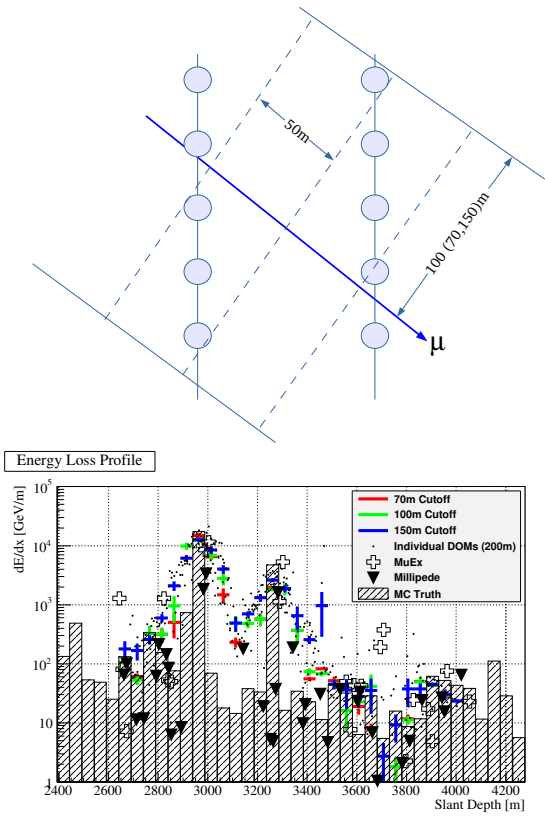 50m
100 (70,150)m
μ
Energy Loss Profile
dE/dx [GeV/m]
10^5
10^4
10^3
10^2
10
1
70m Cutoff
100m Cutoff
150m Cutoff
Individual DOMs (200m)
MuEx
Millipede
MC Truth
2400 2600 2800 3000 3200 3400 3600 3800 4000 4200
Slant Depth [m]